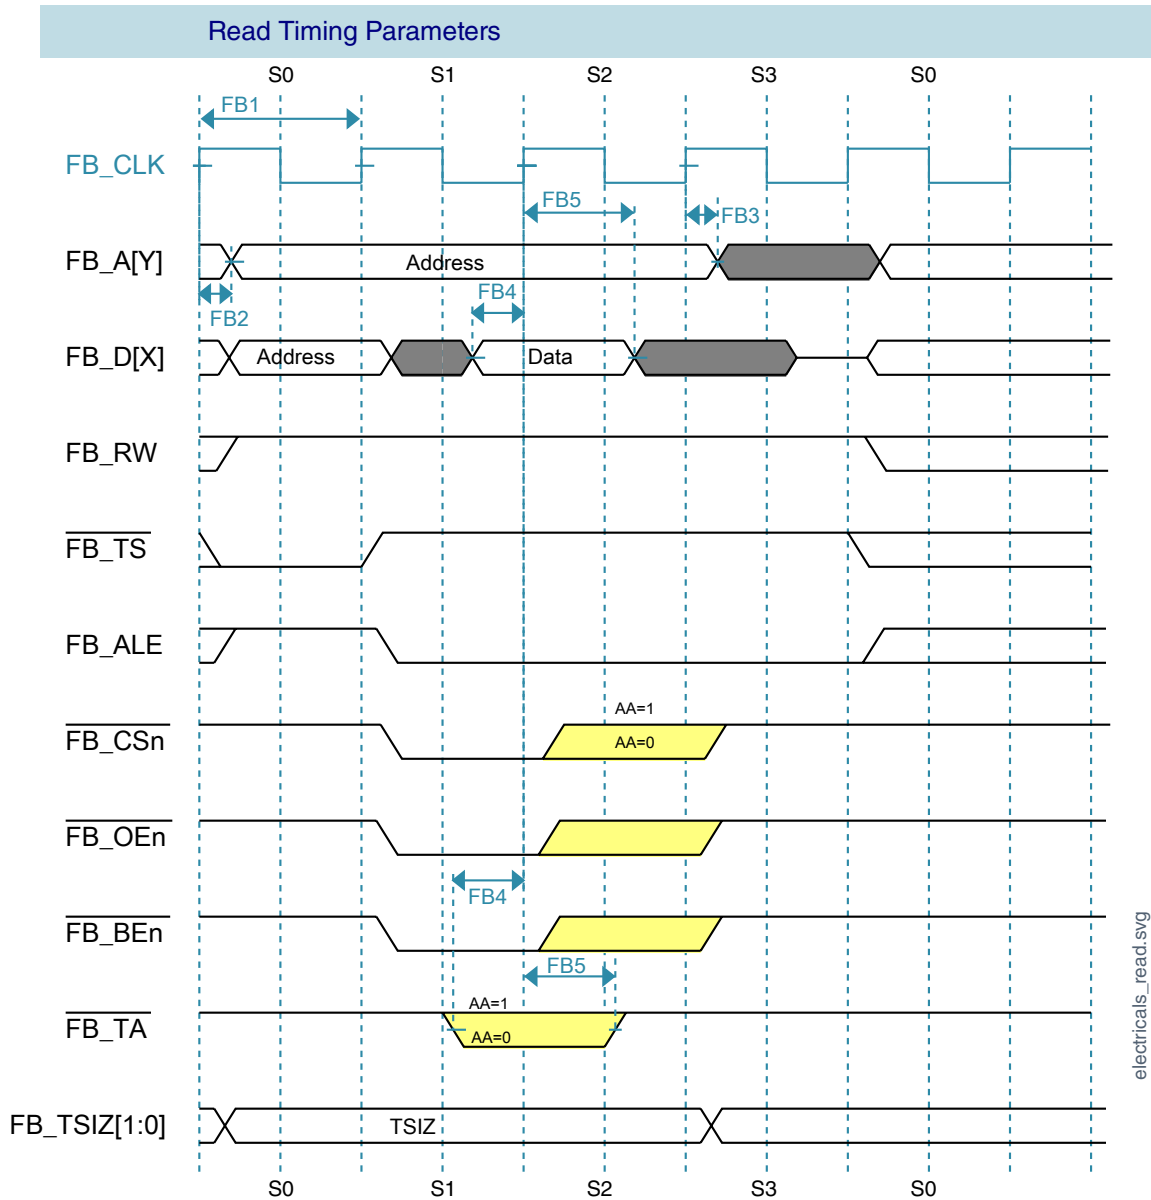 Read Timing Parameters
S0 S1 S2 S3 S0
FB1
FB_CLK
FB5
FB3
FB_A[Y]
Address
FB4
FB2
FB_D[X]
Address
Data
FB_RW
FB_TS
FB_ALE
AA=1
FB_CSn
AA=0
FB_OEn
FB4
FB_BEn
FB5
AA=1
FB_TA
AA=0
FB_TSIZ[1:0]
TSIZ
S0 S1 S2 S3 S0
electricals_read.svg